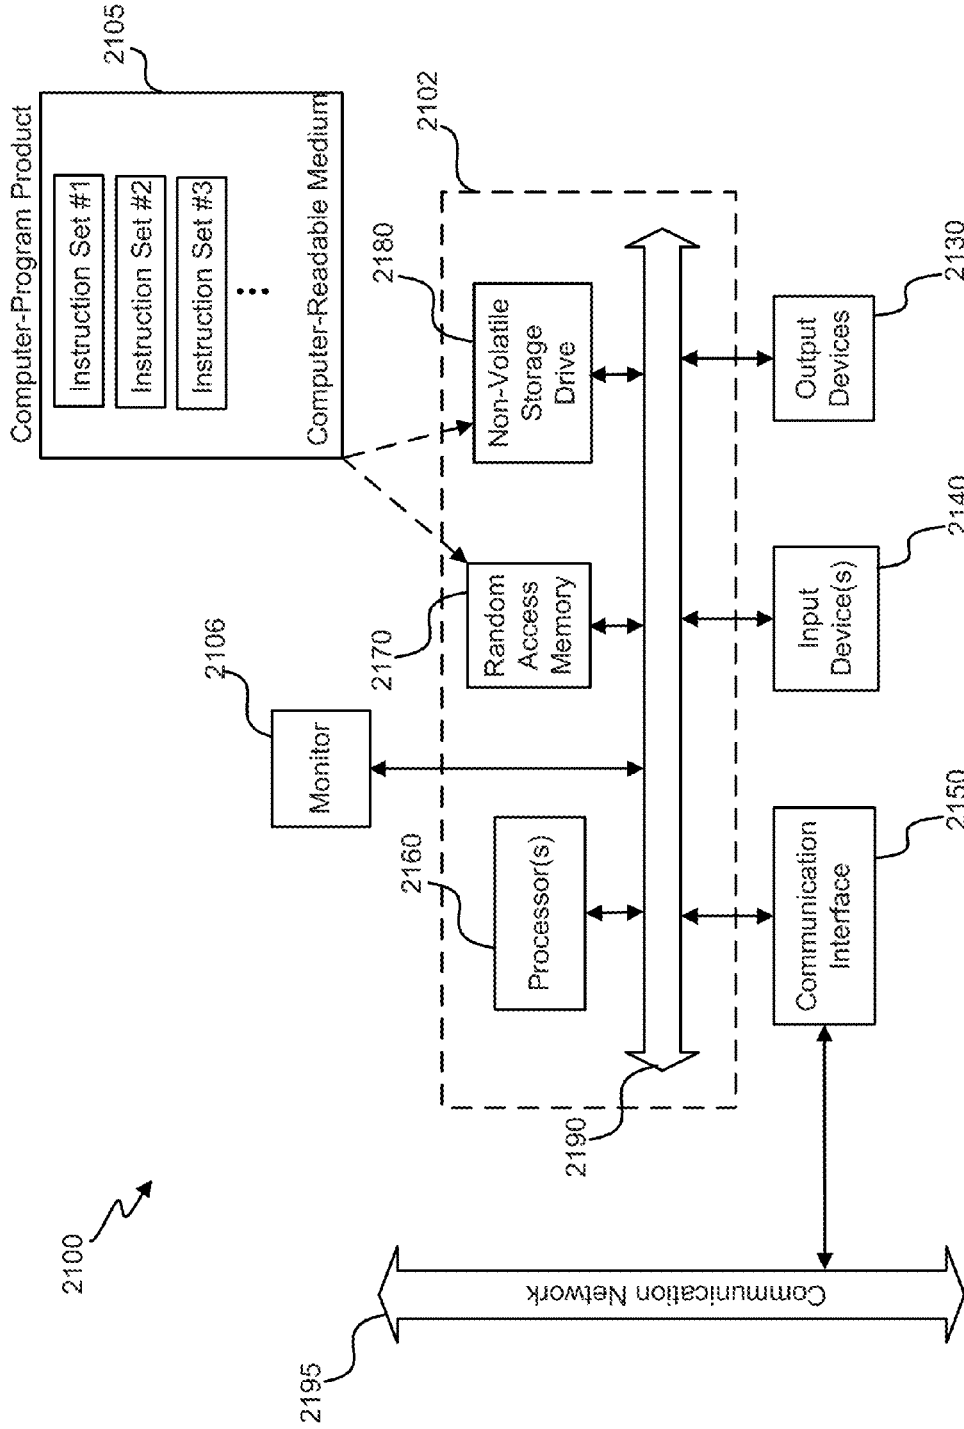 2100
Computer-Program Product
Instruction Set #1
Instruction Set #2
Instruction Set #3
Computer-Readable Medium
2105
2106
Monitor
2102
2160
Processor(s)
2170
Random
Access
Memory
2180
Non-Volatile
Storage
Drive
2190
2195
Communication Network
Communication
Interface
2150
Input
Device(s)
2140
Output
Devices
2130